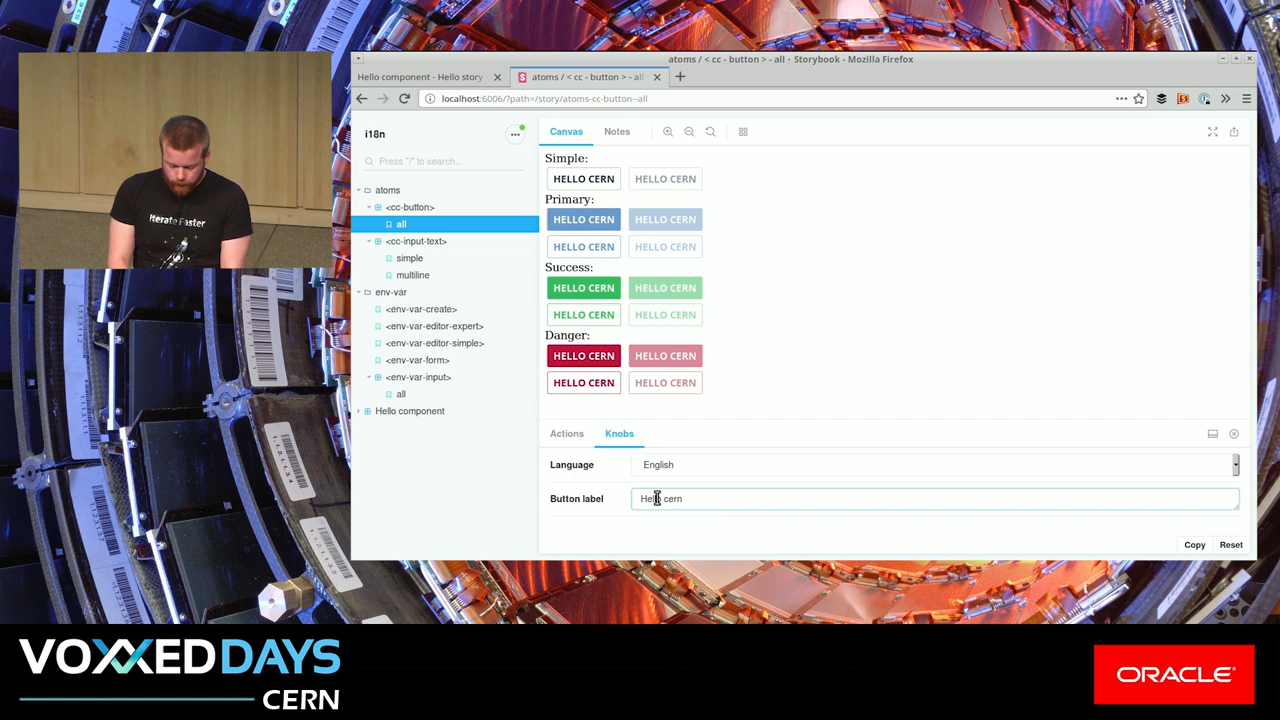 atoms / < cc - button > - all · Storybook - Mozilla Firefox
Hello component - Hello story
atoms / < cc - button > - all
localhost:6006/?path=/story/atoms-cc-button--all
i18n
Press "/" to search...
atoms
<cc-button>
all
<cc-input-text>
simple
multiline
env-var
<env-var-create>
<env-var-editor-expert>
<env-var-editor-simple>
<env-var-form>
<env-var-input>
all
Hello component
Canvas
Notes
Simple:
HELLO CERN HELLO CERN
Primary:
HELLO CERN HELLO CERN
HELLO CERN HELLO CERN
Success:
HELLO CERN HELLO CERN
HELLO CERN HELLO CERN
Danger:
HELLO CERN HELLO CERN
HELLO CERN HELLO CERN
Actions
Knobs
Language English
Button label Hello cern
Copy Reset
Iterate Faster
VOXXED DAYS
CERN
ORACLE®